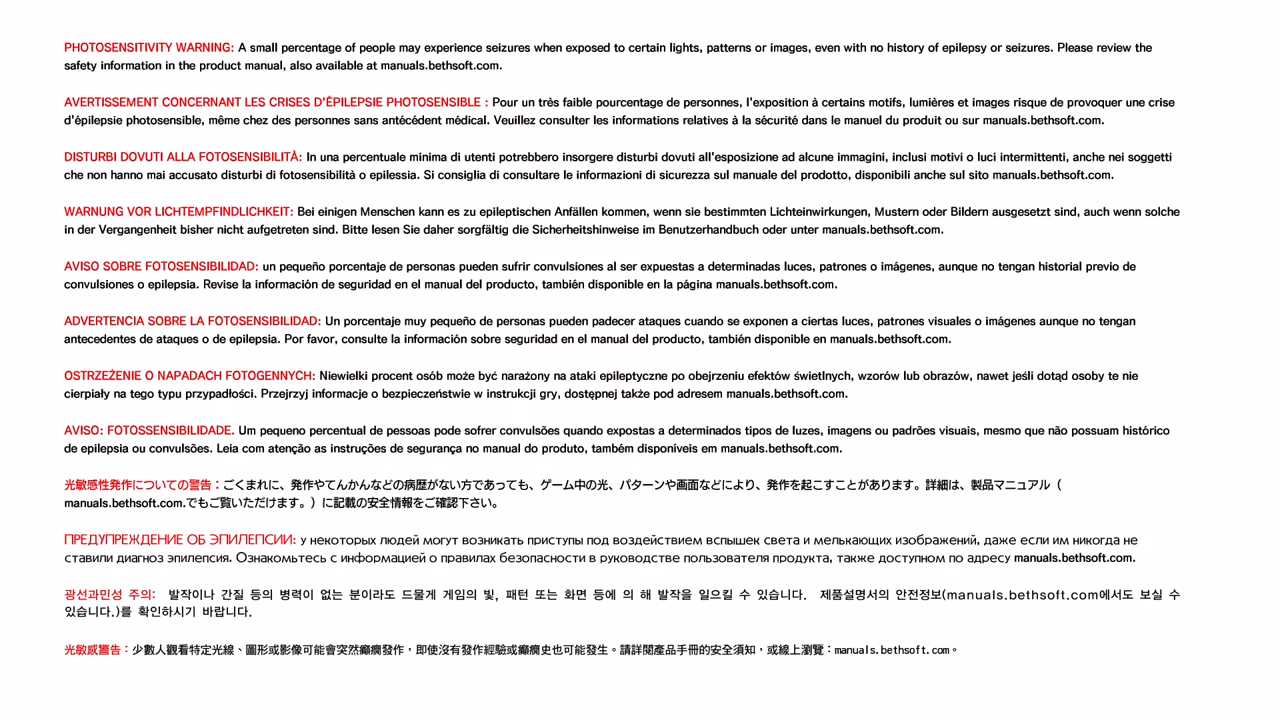 PHOTOSENSITIVITY WARNING: A small percentage of people may experience seizures when exposed to certain lights, patterns or images, even with no history of epilepsy or seizures. Please review the
safety information in the product manual, also available at manuals.bethsoft.com.
AVERTISSEMENT CONCERNANT LES CRISES D'ÉPILEPSIE PHOTOSENSIBLE : Pour un très faible pourcentage de personnes, l'exposition à certains motifs, lumières et images risque de provoquer une crise
d'épilepsie photosensible, même chez des personnes sans antécédent médical. Veuillez consulter les informations relatives à la sécurité dans le manuel du produit ou sur manuals.bethsoft.com.
DISTURBI DOVUTI ALLA FOTOSENSIBILITÀ: In una percentuale minima di utenti potrebbero insorgere disturbi dovuti all'esposizione ad alcune immagini, inclusi motivi o luci intermittenti, anche nei soggetti
che non hanno mai accusato disturbi di fotosensibilità o epilessia. Si consiglia di consultare le informazioni di sicurezza sul manuale del prodotto, disponibili anche sul sito manuals.bethsoft.com.
WARNUNG VOR LICHTEMPFINDLICHKEIT: Bei einigen Menschen kann es zu epileptischen Anfällen kommen, wenn sie bestimmten Lichteinwirkungen, Mustern oder Bildern ausgesetzt sind, auch wenn solche
in der Vergangenheit bisher nicht aufgetreten sind. Bitte lesen Sie daher sorgfältig die Sicherheitshinweise im Benutzerhandbuch oder unter manuals.bethsoft.com.
AVISO SOBRE FOTOSENSIBILIDAD: un pequeño porcentaje de personas pueden sufrir convulsiones al ser expuestas a determinadas luces, patrones o imágenes, aunque no tengan historial previo de
convulsiones o epilepsia. Revise la información de seguridad en el manual del producto, también disponible en la página manuals.bethsoft.com.
ADVERTENCIA SOBRE LA FOTOSENSIBILIDAD: Un porcentaje muy pequeño de personas pueden padecer ataques cuando se exponen a ciertas luces, patrones visuales o imágenes aunque no tengan
antecedentes de ataques o de epilepsia. Por favor, consulte la información sobre seguridad en el manual del producto, también disponible en manuals.bethsoft.com.
OSTRZEŻENIE O NAPADACH FOTOGENNYCH: Niewielki procent osób może być narażony na ataki epileptyczne po obejrzeniu efektów świetlnych, wzorów lub obrazów, nawet jeśli dotąd osoby te nie
cierpiały na tego typu przypadłości. Przejrzyj informacje o bezpieczeństwie w instrukcji gry, dostępnej także pod adresem manuals.bethsoft.com.
AVISO: FOTOSSENSIBILIDADE. Um pequeno percentual de pessoas pode sofrer convulsões quando expostas a determinados tipos de luzes, imagens ou padrões visuais, mesmo que não possuam histórico
de epilepsia ou convulsões. Leia com atenção as instruções de segurança no manual do produto, também disponíveis em manuals.bethsoft.com.
光敏感性発作についての警告：ごくまれに、発作やてんかんなどの病歴がない方であっても、ゲーム中の光、パターンや画面などにより、発作を起こすことがあります。詳細は、製品マニュアル（
manuals.bethsoft.com.でもご覧いただけます。）に記載の安全情報をご確認下さい。
ПРЕДУПРЕЖДЕНИЕ ОБ ЭПИЛЕПСИИ: у некоторых людей могут возникать приступы под воздействием вспышек света и мелькающих изображений, даже если им никогда не
ставили диагноз эпилепсия. Ознакомьтесь с информацией о правилах безопасности в руководстве пользователя продукта, также доступном по адресу manuals.bethsoft.com.
광선과민성 주의: 발작이나 간질 등의 병력이 없는 분이라도 드물게 게임의 빛, 패턴 또는 화면 등에 의 해 발작을 일으킬 수 있습니다. 제품설명서의 안전정보(manuals.bethsoft.com에서도 보실 수
있습니다.)를 확인하시기 바랍니다.
光敏感警告：少數人觀看特定光線、圖形或影像可能會突然癲癇發作，即使沒有發作經驗或癲癇史也可能發生。請詳閱產品手冊的安全須知，或線上瀏覽：manuals.bethsoft.com。